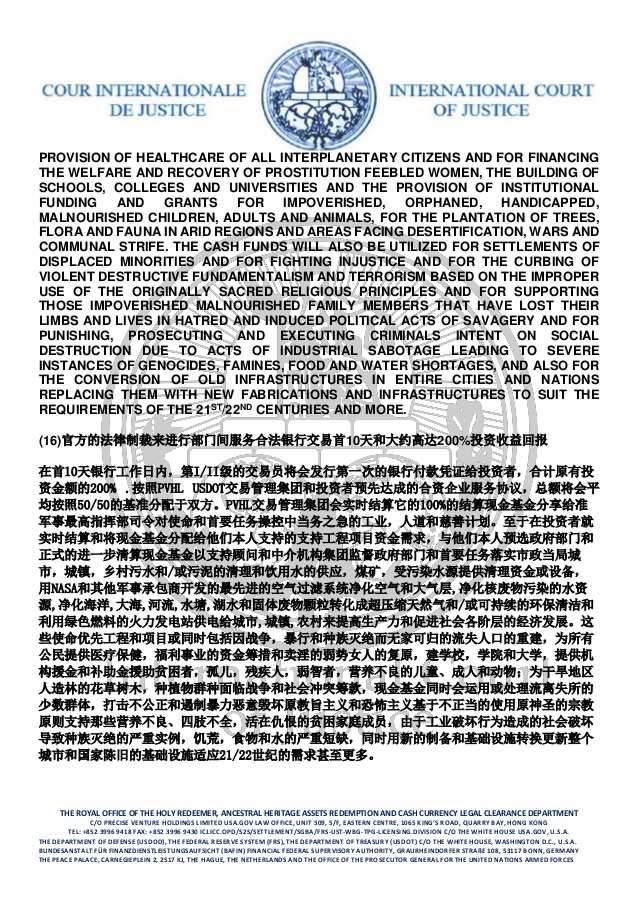 COUR INTERNATIONALE
DE JUSTICE
INTERNATIONAL COURT
OF JUSTICE
PROVISION OF HEALTHCARE OF ALL INTERPLANETARY CITIZENS AND FOR FINANCING
THE WELFARE AND RECOVERY OF PROSTITUTION FEEBLED WOMEN, THE BUILDING OF
SCHOOLS, COLLEGES AND UNIVERSITIES AND THE PROVISION OF INSTITUTIONAL
FUNDING AND GRANTS FOR IMPOVERISHED, ORPHANED, HANDICAPPED,
MALNOURISHED CHILDREN, ADULTS AND ANIMALS, FOR THE PLANTATION OF TREES,
FLORA AND FAUNA IN ARID REGIONS AND AREAS FACING DESERTIFICATION, WARS AND
COMMUNAL STRIFE. THE CASH FUNDS WILL ALSO BE UTILIZED FOR SETTLEMENTS OF
DISPLACED MINORITIES AND FOR FIGHTING INJUSTICE AND FOR THE CURBING OF
VIOLENT DESTRUCTIVE FUNDAMENTALISM AND TERRORISM BASED ON THE IMPROPER
USE OF THE ORIGINALLY SACRED RELIGIOUS PRINCIPLES AND FOR SUPPORTING
THOSE IMPOVERISHED MALNOURISHED FAMILY MEMBERS THAT HAVE LOST THEIR
LIMBS AND LIVES IN HATRED AND INDUCED POLITICAL ACTS OF SAVAGERY AND FOR
PUNISHING, PROSECUTING AND EXECUTING CRIMINALS INTENT ON SOCIAL
DESTRUCTION DUE TO ACTS OF INDUSTRIAL SABOTAGE LEADING TO SEVERE
INSTANCES OF GENOCIDES, FAMINES, FOOD AND WATER SHORTAGES, AND ALSO FOR
THE CONVERSION OF OLD INFRASTRUCTURES IN ENTIRE CITIES AND NATIONS
REPLACING THEM WITH NEW FABRICATIONS AND INFRASTRUCTURES TO SUIT THE
REQUIREMENTS OF THE 21ST/22ND CENTURIES AND MORE.
(16)官方的法律制裁来进行部门间服务合法银行交易首10天和大约高达200%投资收益回报
在首10天银行工作日内，第I/II级的交易员将会发行第一次的银行付款凭证给投资者，合计原有投
资金额的200% .按照PVHL USDOT交易管理集团和投资者预先达成的合资企业服务协议，总额将会平
均按照50/50的基准分配于双方。PVHL交易管理集团会实时结算它的100%的结算现金基金分享给准
军事最高指挥部司令对使命和首要任务操控中当务之急的工业，人道和慈善计划。至于在投资者就
实时结算和将现金基金分配给他们本人支持的支持工程项目资金需求，与他们本人预选政府部门和
正式的进一步清算现金基金以支持顾问和中介机构集团监督政府部门和首要任务落实市政当局城
市，城镇，乡村污水和/或污泥的清理和饮用水的供应，煤矿，受污染水源提供清理资金或设备，
用NASA和其他军事承包商开发的最先进的空气过滤系统净化空气和大气层,净化核废物污染的水资
源,净化海洋,大海,河流,水塘,湖水和固体废物颗粒转化成超压缩天然气和/或可持续的环保清洁和
利用绿色燃料的火力发电站供电给城市,城镇,农村来提高生产力和促进社会各阶层的经济发展。这
些使命优先工程和项目或同时包括因战争，暴行和种族灭绝而无家可归的流失人口的重建，为所有
公民提供医疗保健，福利事业的资金筹措和卖淫的弱势女人的复原，建学校，学院和大学，提供机
构援金和补助金援助贫困者，孤儿，残疾人，弱智者，营养不良的儿童、成人和动物，为干旱地区
人造林的花草树木，种植物群种面临战争和社会冲突筹款，现金基金同时会运用或处理流离失所的
少数群体，打击不公正和遏制暴力恶意毁坏原教旨主义和恐怖主义基于不正当的使用原神圣的宗教
原则支持那些营养不良、四肢不全，活在仇恨的贫困家庭成员，由于工业破坏行为造成的社会破坏
导致种族灭绝的严重实例，饥荒，食物和水的严重短缺，同时用新的制备和基础设施转换更新整个
城市和国家陈旧的基础设施适应21/22世纪的需求甚至更多。
THE ROYAL OFFICE OF THE HOLY REDEEMER, ANCESTRAL HERITAGE ASSETS REDEMPTION AND CASH CURRENCY LEGAL CLEARANCE DEPARTMENT
C/O PRECISE VENTURE HOLDINGS LIMITED USA.GOV LAW OFFICE, UNIT 509, 5/F, EASTERN CENTRE, 1065 KING'S ROAD, QUARRY BAY, HONG KONG
TEL: +852 3996 9418 FAX: +852 3996 9430 ICJ.ICC.OPD/S2S/SETTLEMENT/SGBA/FRS-UST-WBG-TPG-LICENSING.DIVISION C/O THE WHITE HOUSE USA.GOV, U.S.A.
THE DEPARTMENT OF DEFENSE (USDOD), THE FEDERAL RESERVE SYSTEM (FRS), THE DEPARTMENT OF TREASURY (USDOT) C/O THE WHITE HOUSE, WASHINGTON D.C., U.S.A.
BUNDESANSTALT FÜR FINANZDIENSTLEISTUNGSAUFSICHT (BAFIN) FINANCIAL FEDERAL SUPERVISORY AUTHORITY, GRAURHEINDORFER STRAßE 108, 53117 BONN, GERMANY
THE PEACE PALACE, CARNEGIEPLEIN 2, 2517 KJ, THE HAGUE, THE NETHERLANDS AND THE OFFICE OF THE PROSECUTOR GENERAL FOR THE UNITED NATIONS ARMED FORCES